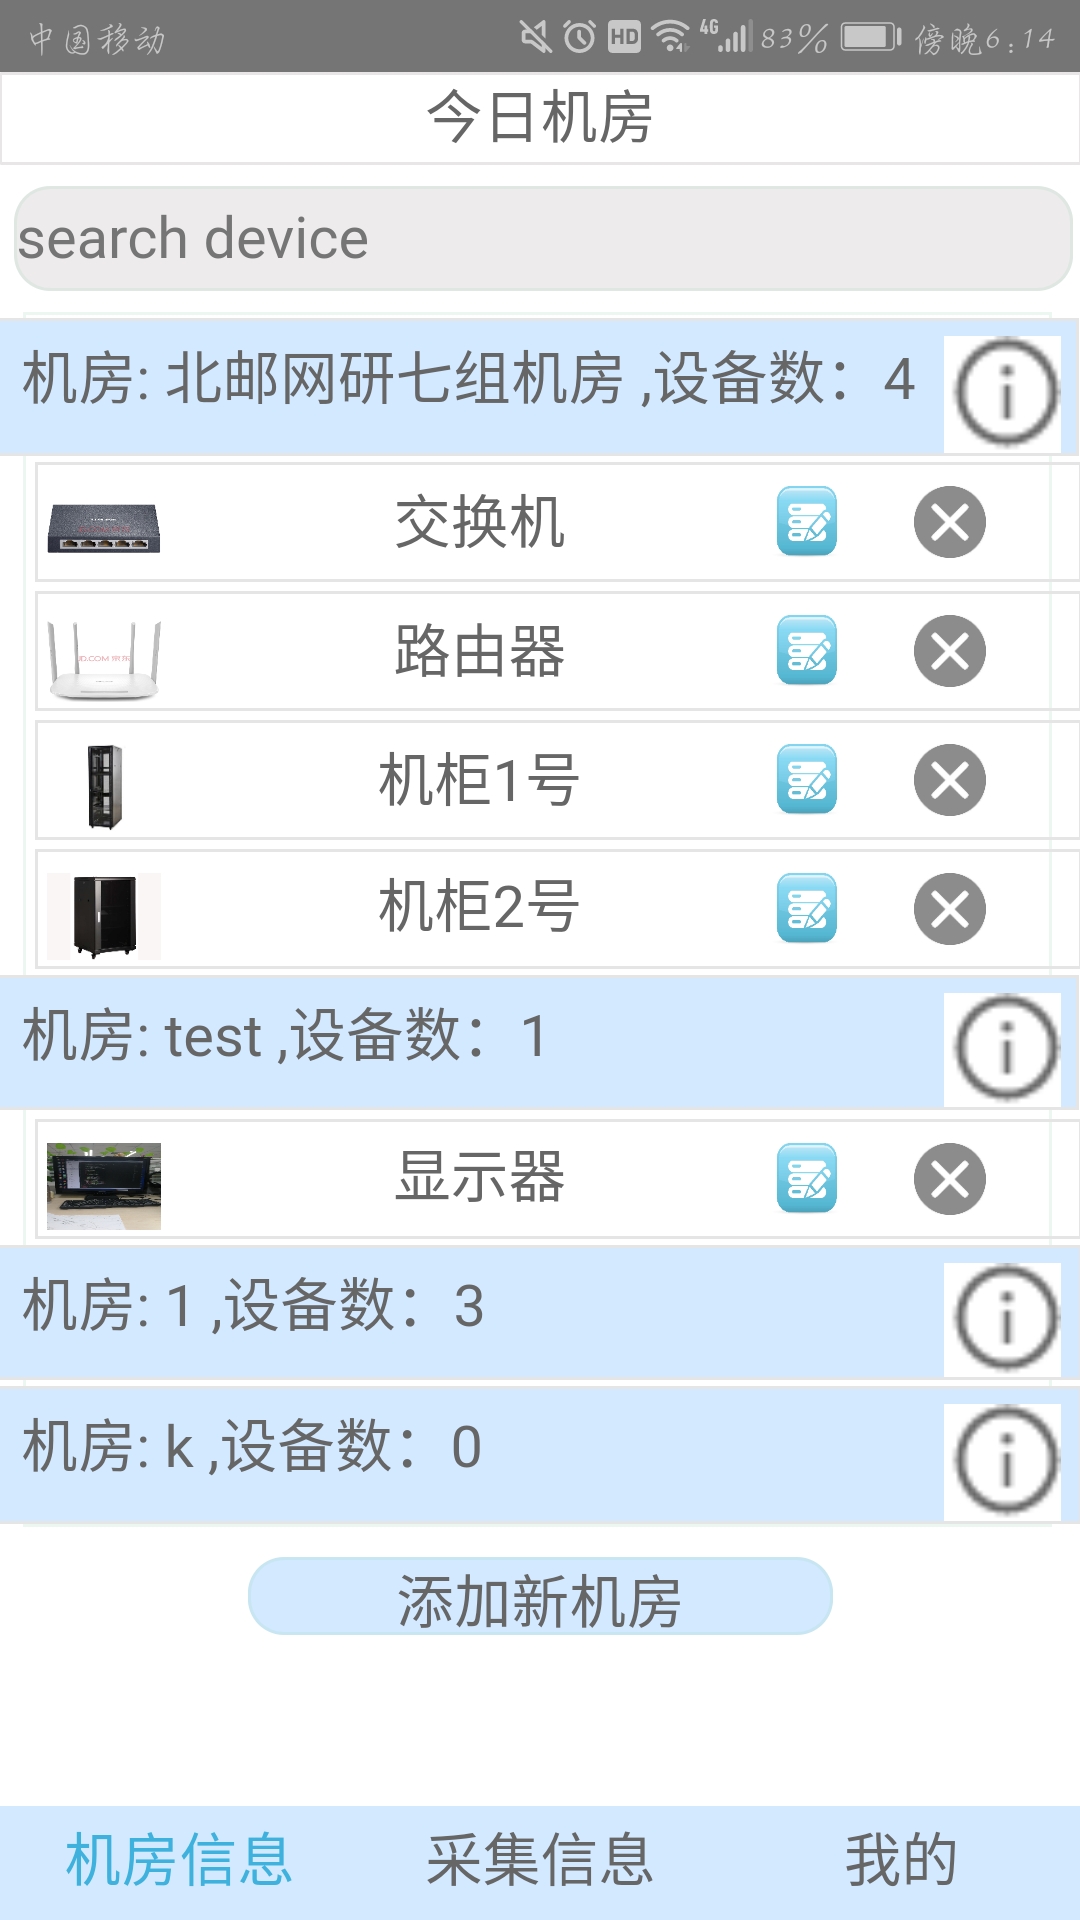 中国移动 HD 4G 83% 傍晚6:14
今日机房
search device
机房: 北邮网研七组机房 ,设备数：4
交换机
路由器
机柜1号
机柜2号
机房: test ,设备数：1
显示器
机房: 1 ,设备数：3
机房: k ,设备数：0
添加新机房
机房信息 采集信息 我的